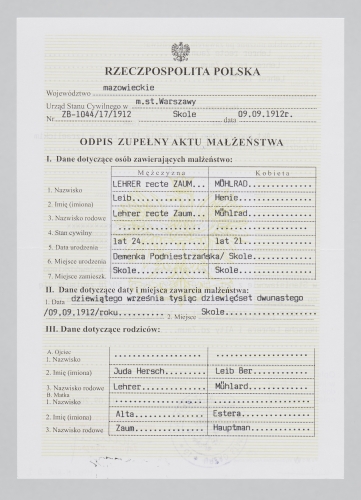 RZECZPOSPOLITA POLSKA
Województwo mazowieckie
Urząd Stanu Cywilnego w m.st.Warszawy
Nr ZB-1044/17/1912 Skole data 09.09.1912r.
ODPIS ZUPEŁNY AKTU MAŁŻEŃSTWA
I. Dane dotyczące osób zawierających małżeństwo:
Mężczyzna Kobieta
1. Nazwisko LEHRER recte ZAUM... MÜHLRAD.............
2. Imię (imiona) Leib................ Henie...............
3. Nazwisko rodowe Lehrer recte Zaum... Mühlrad.............
4. Stan cywilny
5. Data urodzenia lat 24.............. lat 21..............
6. Miejsce urodzenia Demenka Podniestrzańska/ Skole............
7. Miejsce zamieszk. Skole............... Skole...............
II. Dane dotyczące daty i miejsca zawarcia małżeństwa:
1. Data dziewiątego września tysiąc dziewięćset dwunastego
/09.09.1912/roku...... 2. Miejsce Skole...............
III. Dane dotyczące rodziców:
A. Ojciec
1. Nazwisko
2. Imię (imiona) Juda Hersch......... Leib Ber............
3. Nazwisko rodowe Lehrer.............. Mühlard.............
B. Matka
1. Nazwisko
2. Imię (imiona) Alta................ Estera..............
3. Nazwisko rodowe Zaum................ Hauptman............